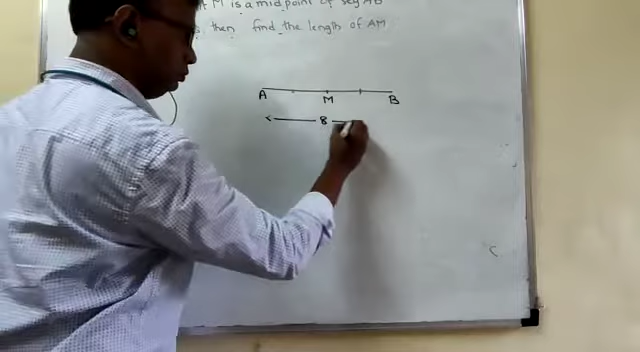 M is a midpoint of seg AB
then find the length of AM
A M B
8